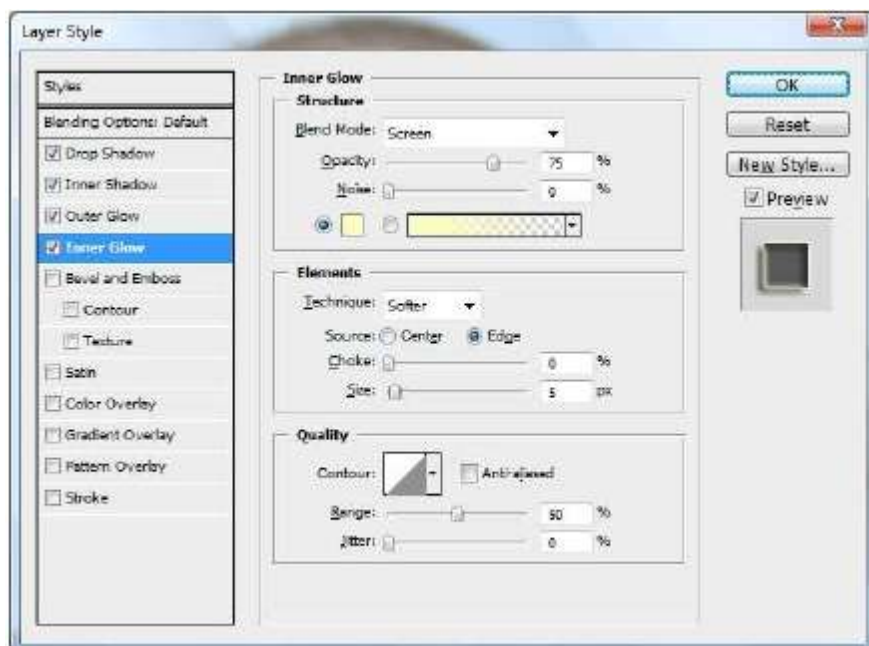 Layer Style
Styles
Blending Options: Default
Drop Shadow
Inner Shadow
Outer Glow
Inner Glow
Bevel and Emboss
Contour
Texture
Satin
Color Overlay
Gradient Overlay
Pattern Overlay
Stroke
Inner Glow
Structure
Blend Mode: Screen
Opacity: 75 %
Noise: 0 %
Elements
Technique: Softer
Source: Center Edge
Choke: 0 %
Size: 5 px
Quality
Contour: Anti-aliased
Range: 50 %
Jitter: 0 %
OK
Reset
New Style...
Preview